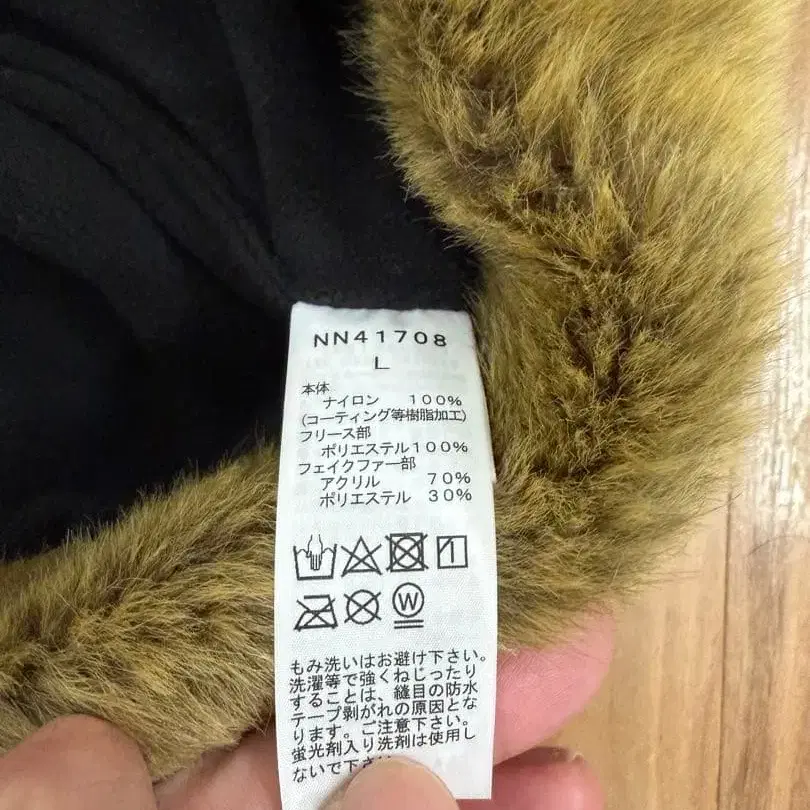 NN41708
L
本体
ナイロン 100%
(コーティング等樹脂加工)
フリース部
ポリエステル100%
フェイクファー部
アクリル 70%
ポリエステル 30%
W
もみ洗いはお避け下さい。
洗濯等で強くねじったり
することは、縫目の防水
テープ剥がれの原因とな
ります。ご注意下さい。
蛍光剤入り洗剤は使用し
ないで下さ